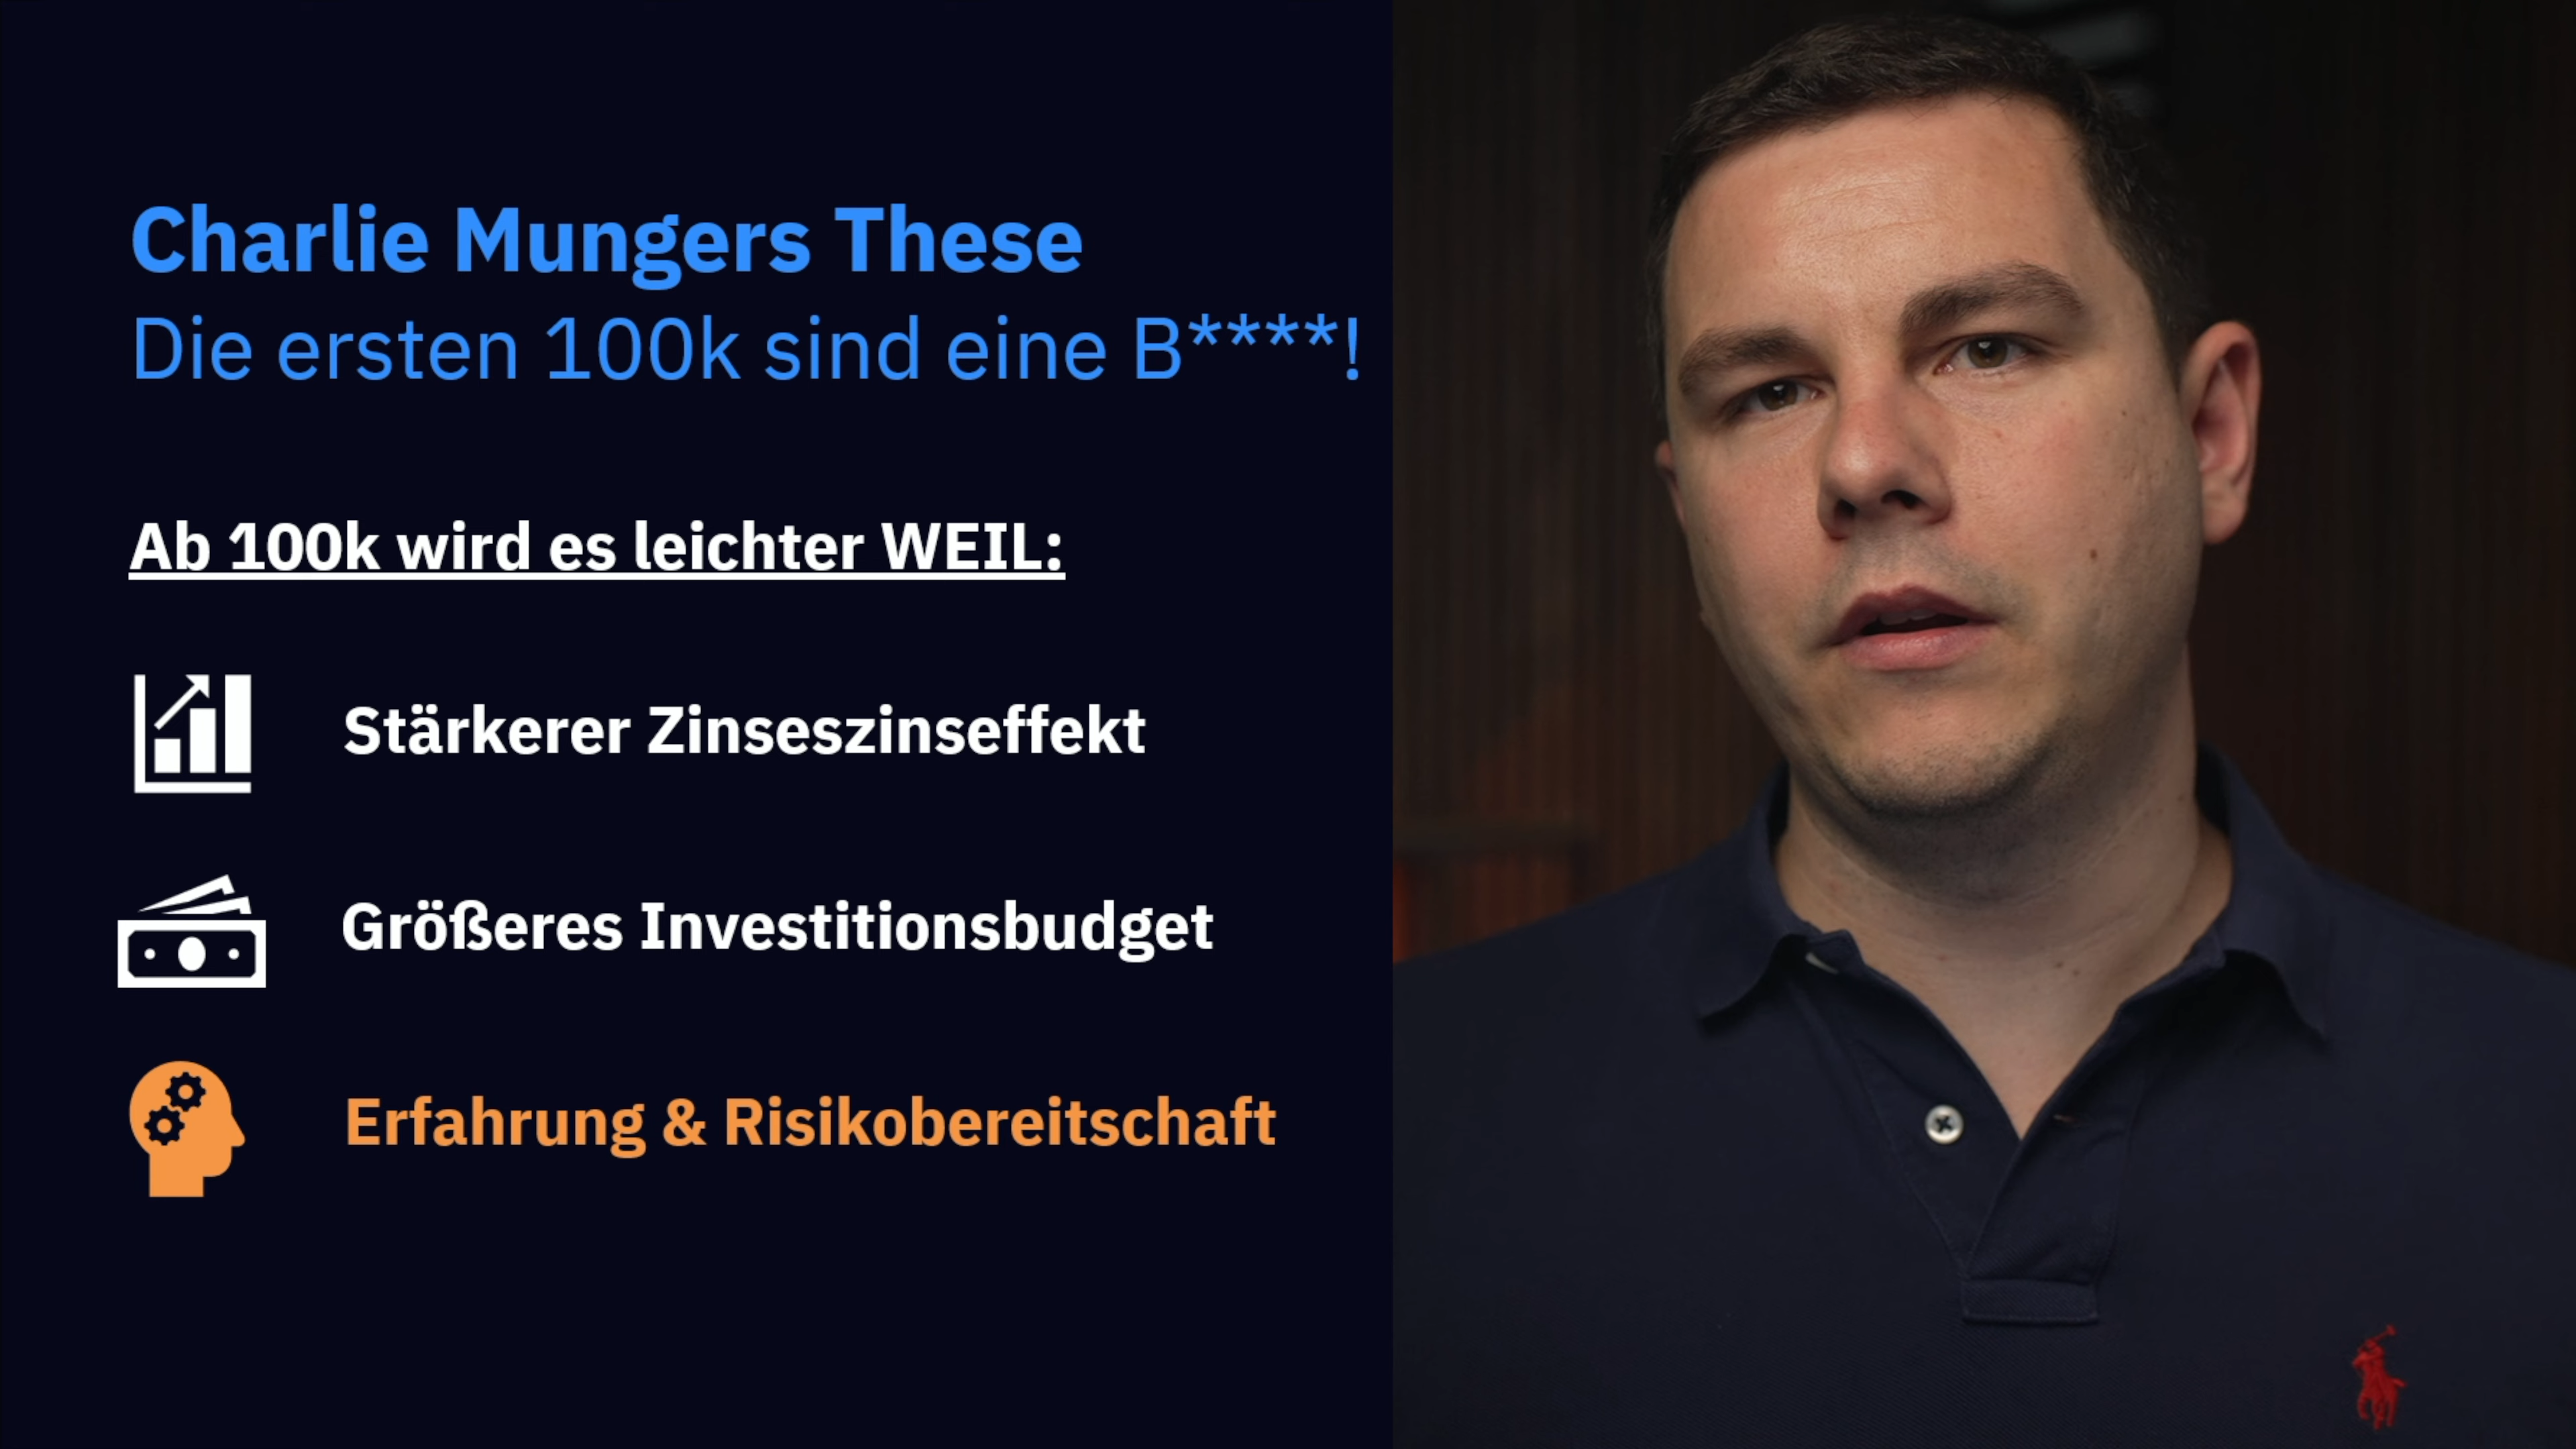 Charlie Mungers These
Die ersten 100k sind eine B****!
Ab 100k wird es leichter WEIL:
Stärkerer Zinseszinseffekt
Größeres Investitionsbudget
Erfahrung & Risikobereitschaft